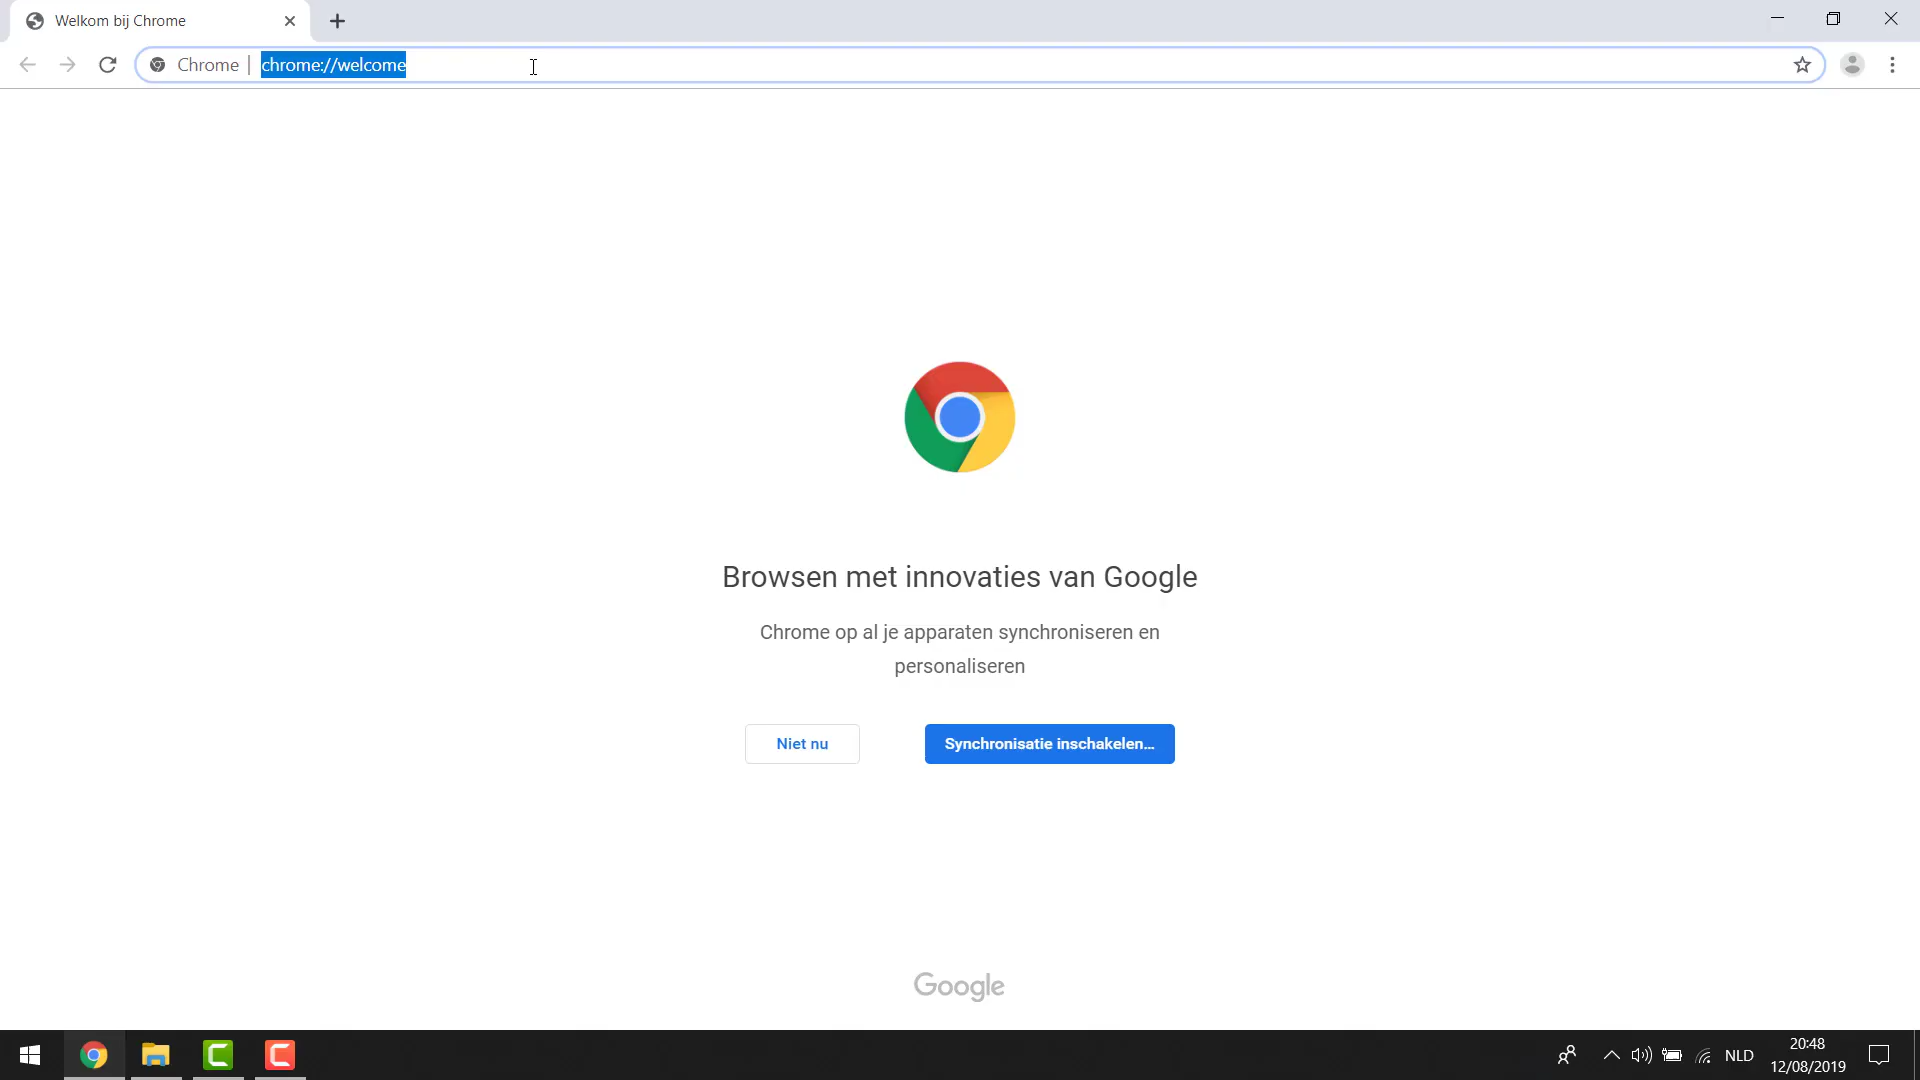 Welkom bij Chrome
Chrome | chrome://welcome
Browsen met innovaties van Google
Chrome op al je apparaten synchroniseren en
personaliseren
Niet nu
Synchronisatie inschakelen...
Google
NLD
20:48
12/08/2019